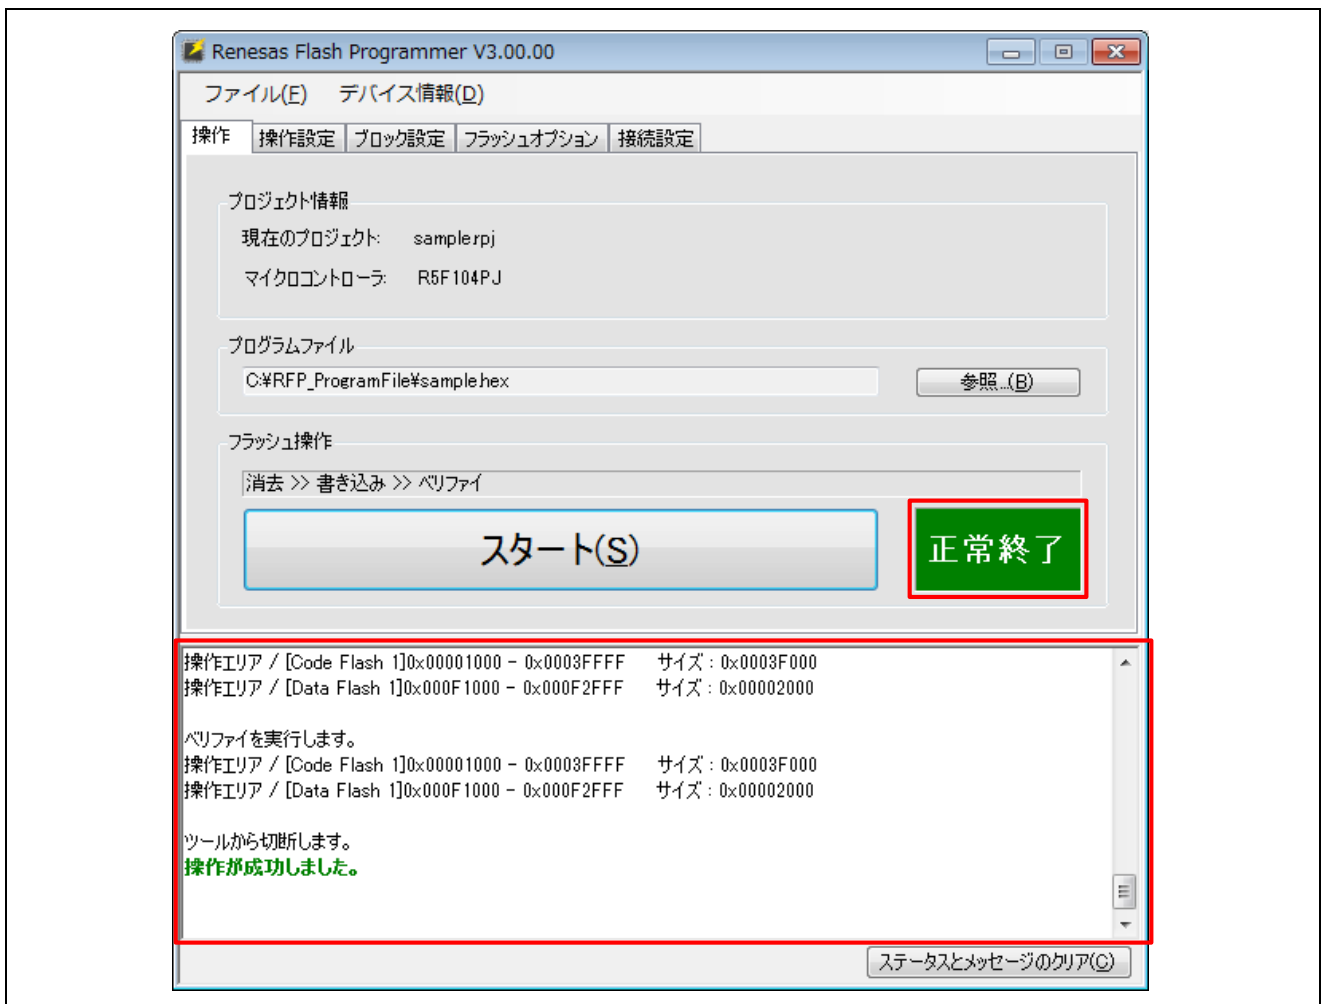 Renesas Flash Programmer V3.00.00
ファイル(F) デバイス情報(D)
操作 操作設定 ブロック設定 フラッシュオプション 接続設定
プロジェクト情報
現在のプロジェクト: sample.rpj
マイクロコントローラ: R5F104PJ
プログラムファイル
C:¥RFP_ProgramFile¥sample.hex
参照...(B)
フラッシュ操作
消去 >> 書き込み >> ベリファイ
スタート(S)
正常終了
操作エリア / [Code Flash 1]0x00001000 - 0x0003FFFF サイズ : 0x0003F000
操作エリア / [Data Flash 1]0x000F1000 - 0x000F2FFF サイズ : 0x00002000
ベリファイを実行します。
操作エリア / [Code Flash 1]0x00001000 - 0x0003FFFF サイズ : 0x0003F000
操作エリア / [Data Flash 1]0x000F1000 - 0x000F2FFF サイズ : 0x00002000
ツールから切断します。
操作が成功しました。
ステータスとメッセージのクリア(C)